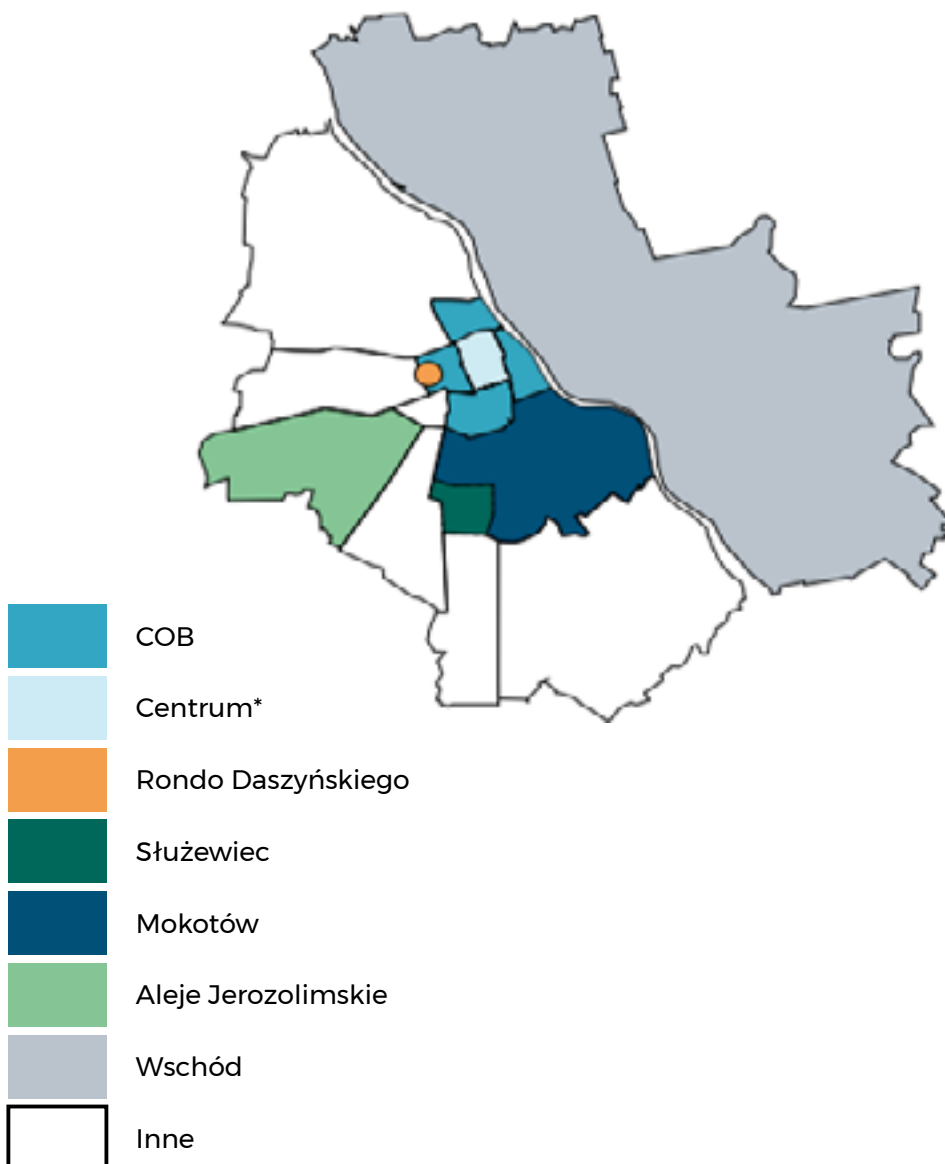 COB
Centrum*
Rondo Daszyńskiego
Służewiec
Mokotów
Aleje Jerozolimskie
Wschód
Inne